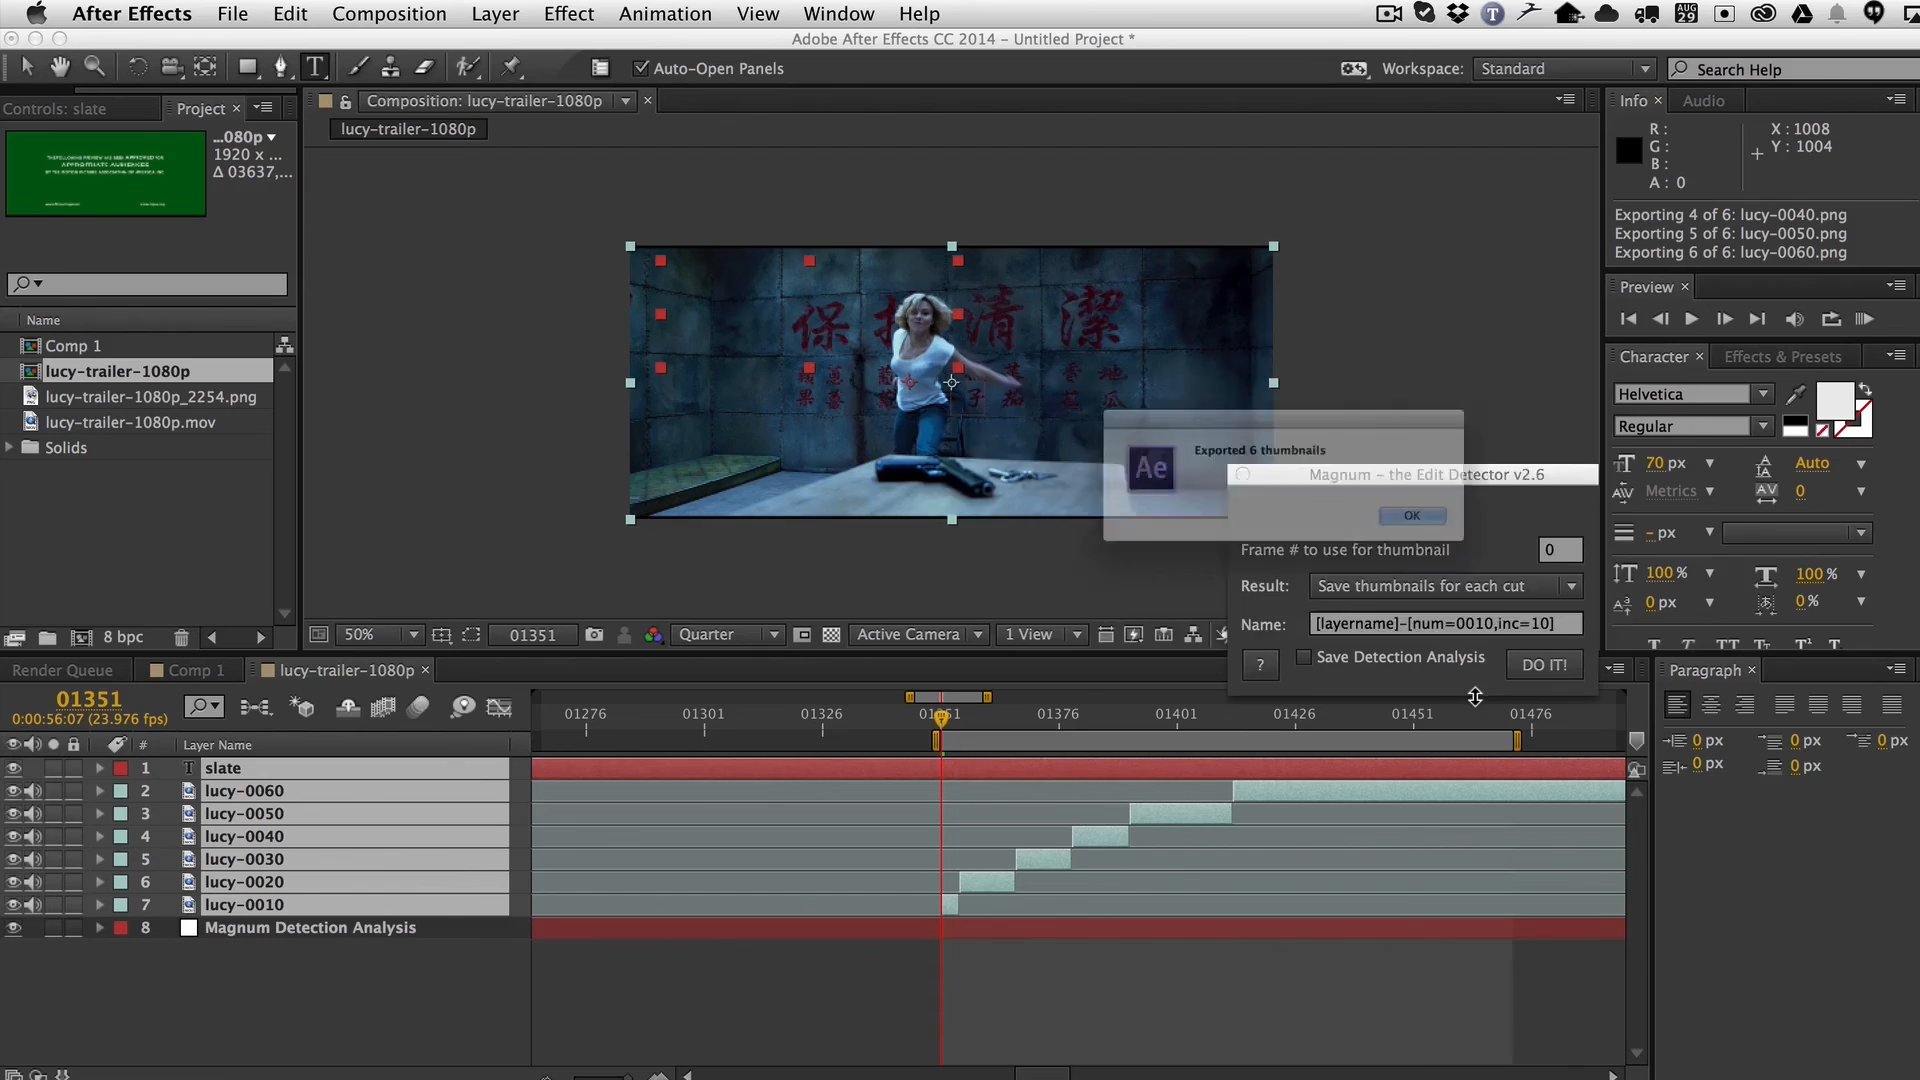 After Effects File Edit Composition Layer Effect Animation View Window Help
AUG 29
Adobe After Effects CC 2014 – Untitled Project *
T Auto-Open Panels Workspace: Standard Search Help
Controls: slate Project Composition: lucy-trailer-1080p Info Audio
lucy-trailer-1080p
...080p
1920 x ...
Δ 03637,...
R :
G :
B :
A : 0
X : 1008
Y : 1004
Exporting 4 of 6: lucy-0040.png
Exporting 5 of 6: lucy-0050.png
Exporting 6 of 6: lucy-0060.png
Preview
Name
Comp 1
lucy-trailer-1080p
lucy-trailer-1080p_2254.png
lucy-trailer-1080p.mov
Solids
保 持 清 潔
Character Effects & Presets
Helvetica
Regular
70 px Auto
Metrics 0
- px
100% 100%
0 px 0%
Exported 6 thumbnails
Ae
OK
Magnum – the Edit Detector v2.6
Frame # to use for thumbnail 0
Result: Save thumbnails for each cut
Name: [layername]-[num=0010,inc=10]
? Save Detection Analysis DO IT!
8 bpc
50% 01351 Quarter Active Camera 1 View
Render Queue Comp 1 lucy-trailer-1080p
Paragraph
0 px 0 px 0 px
0 px 0 px
01351
0:00:56:07 (23.976 fps)
01276 01301 01326 01351 01376 01401 01426 01451 01476
# Layer Name
1 T slate
2 lucy-0060
3 lucy-0050
4 lucy-0040
5 lucy-0030
6 lucy-0020
7 lucy-0010
8 Magnum Detection Analysis